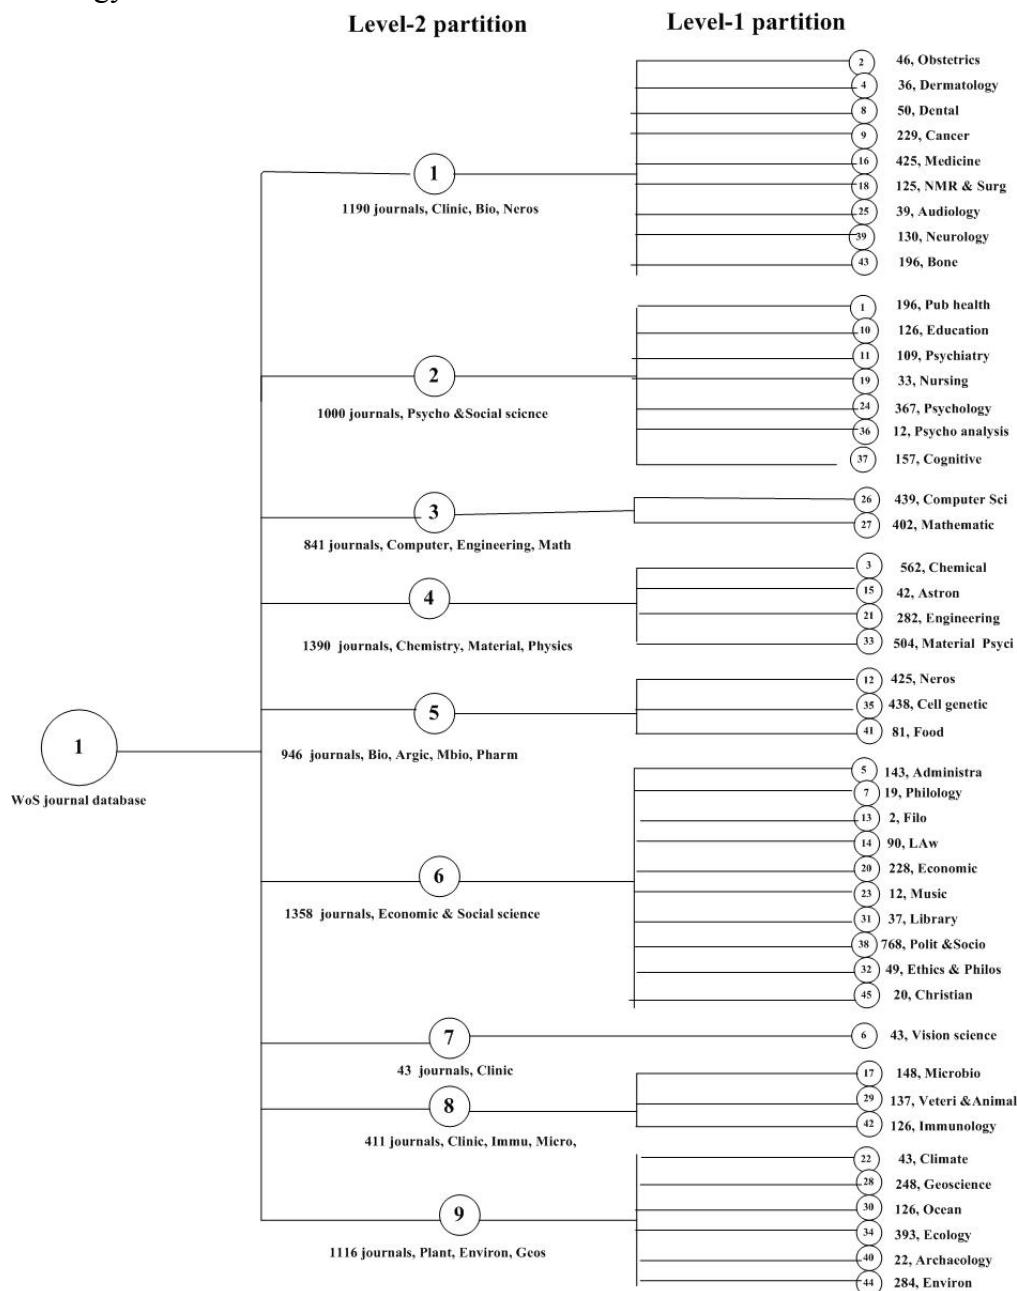 Level-2 partition
Level-1 partition
2 46, Obstetrics
4 36, Dermatology
8 50, Dental
9 229, Cancer
16 425, Medicine
18 125, NMR & Surg
25 39, Audiology
39 130, Neurology
43 196, Bone
1
1190 journals, Clinic, Bio, Neros
1 196, Pub health
10 126, Education
11 109, Psychiatry
19 33, Nursing
24 367, Psychology
36 12, Psycho analysis
37 157, Cognitive
2
1000 journals, Psycho &Social science
26 439, Computer Sci
27 402, Mathematic
3
841 journals, Computer, Engineering, Math
3 562, Chemical
15 42, Astron
21 282, Engineering
33 504, Material Psyci
4
1390 journals, Chemistry, Material, Physics
12 425, Neros
35 438, Cell genetic
41 81, Food
5
946 journals, Bio, Argic, Mbio, Pharm
1
WoS journal database
5 143, Administra
7 19, Philology
13 2, Filo
14 90, LAw
20 228, Economic
23 12, Music
31 37, Library
38 768, Polit &Socio
32 49, Ethics & Philos
45 20, Christian
6
1358 journals, Economic & Social science
7
43 journals, Clinic
6 43, Vision science
8
411 journals, Clinic, Immu, Micro,
17 148, Microbio
29 137, Veteri &Animal
42 126, Immunology
9
1116 journals, Plant, Environ, Geos
22 43, Climate
28 248, Geoscience
30 126, Ocean
34 393, Ecology
40 22, Archaeology
44 284, Environ